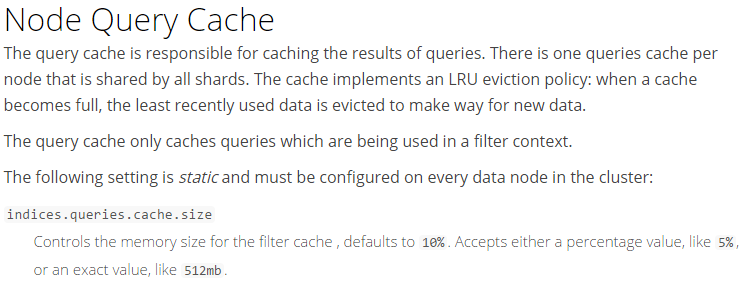 Node Query Cache
The query cache is responsible for caching the results of queries. There is one queries cache per
node that is shared by all shards. The cache implements an LRU eviction policy: when a cache
becomes full, the least recently used data is evicted to make way for new data.
The query cache only caches queries which are being used in a filter context.
The following setting is static and must be configured on every data node in the cluster:
indices.queries.cache.size
Controls the memory size for the filter cache , defaults to 10%. Accepts either a percentage value, like 5%,
or an exact value, like 512mb.